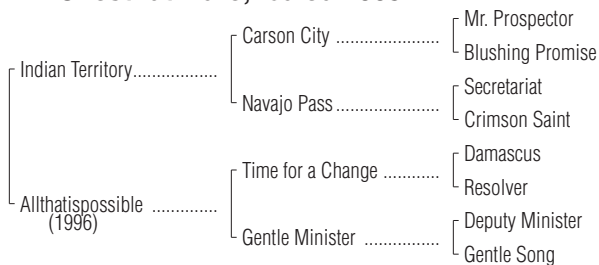 Mr. Prospector
Carson City
Blushing Promise
Indian Territory
Secretariat
Navajo Pass
Crimson Saint
Damascus
Time for a Change
Resolver
Allthatispossible
(1996)
Deputy Minister
Gentle Minister
Gentle Song